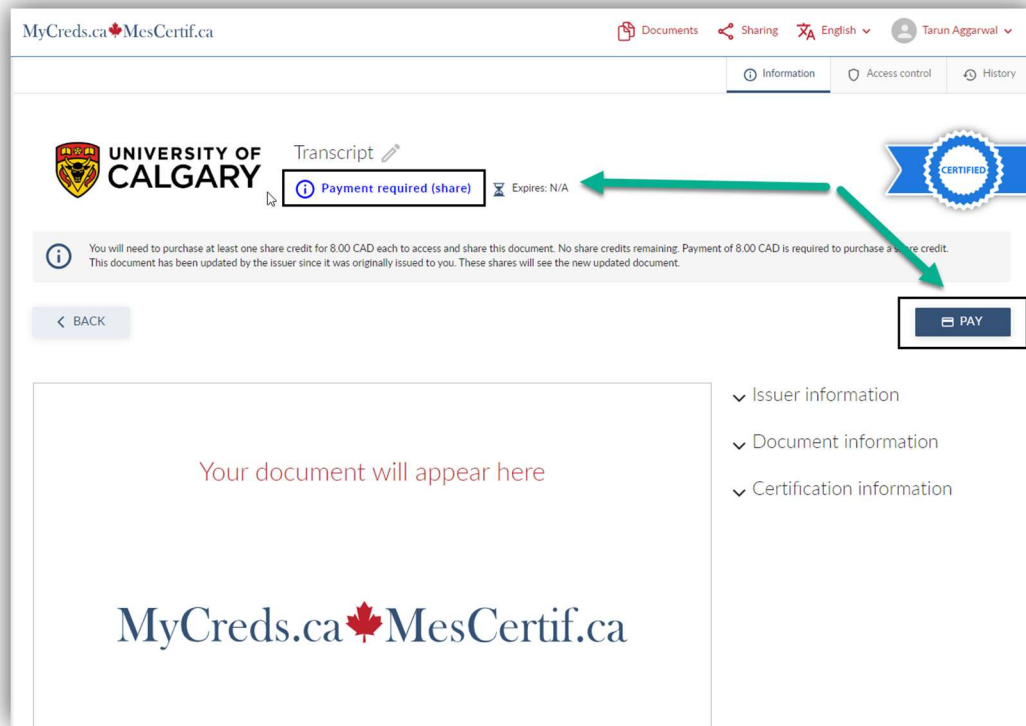 MyCreds.ca MesCertif.ca
Documents
Sharing
English
Tarun Aggarwal
Information
Access control
History
UNIVERSITY OF
CALGARY
Transcript
Payment required (share)
Expires: N/A
CERTIFIED
You will need to purchase at least one share credit for 8.00 CAD each to access and share this document. No share credits remaining. Payment of 8.00 CAD is required to purchase a share credit.
This document has been updated by the issuer since it was originally issued to you. These shares will see the new updated document.
BACK
PAY
Your document will appear here
MyCreds.ca MesCertif.ca
Issuer information
Document information
Certification information